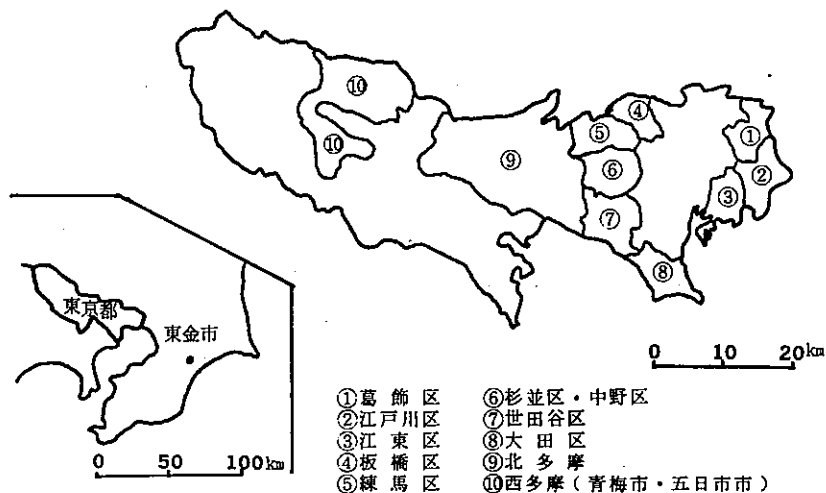 ⑩
④
⑤
①
⑩
⑨
⑥
②
③
⑦
⑧
東京都
東金市
0 10 20km
0 50 100km
①葛飾区 ⑥杉並区・中野区
②江戸川区 ⑦世田谷区
③江東区 ⑧大田区
④板橋区 ⑨北多摩
⑤練馬区 ⑩西多摩(青梅市・五日市市)